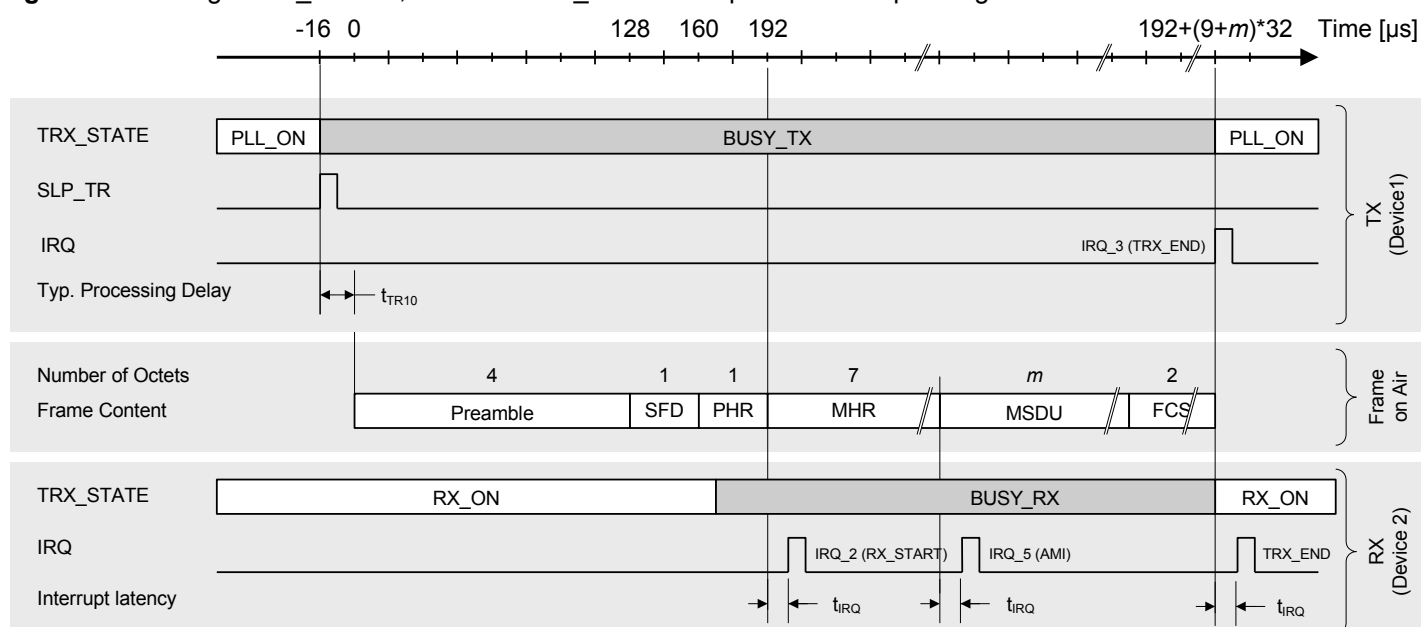 -16 0 128 160 192 192+(9+m)*32 Time [µs]
TRX_STATE PLL_ON BUSY_TX PLL_ON
SLP_TR
IRQ IRQ_3 (TRX_END)
Typ. Processing Delay tTR10
TX
(Device1)
Number of Octets 4 1 1 7 m 2
Frame Content Preamble SFD PHR MHR MSDU FCS
Frame
on Air
TRX_STATE RX_ON BUSY_RX RX_ON
IRQ IRQ_2 (RX_START) IRQ_5 (AMI) TRX_END
Interrupt latency tIRQ tIRQ tIRQ
RX
(Device 2)